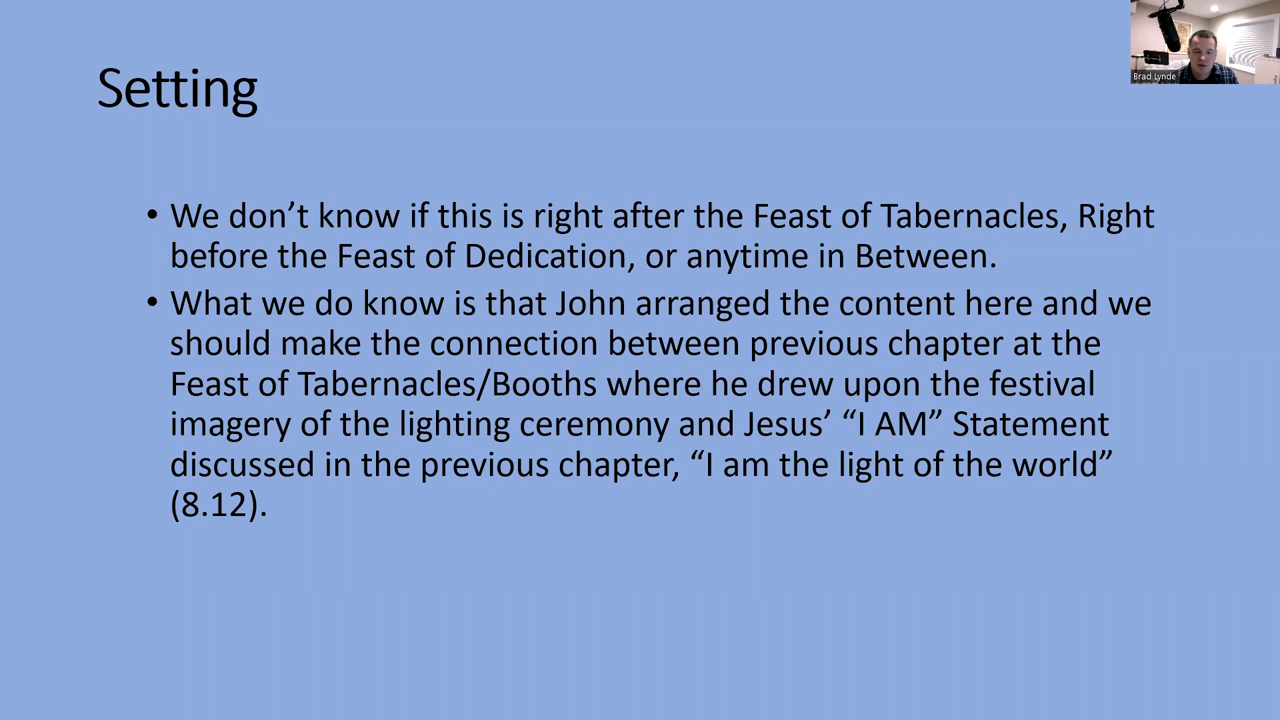 Brad Lynde
Setting
• We don’t know if this is right after the Feast of Tabernacles, Right
before the Feast of Dedication, or anytime in Between.
• What we do know is that John arranged the content here and we
should make the connection between previous chapter at the
Feast of Tabernacles/Booths where he drew upon the festival
imagery of the lighting ceremony and Jesus’ “I AM” Statement
discussed in the previous chapter, “I am the light of the world”
(8.12).